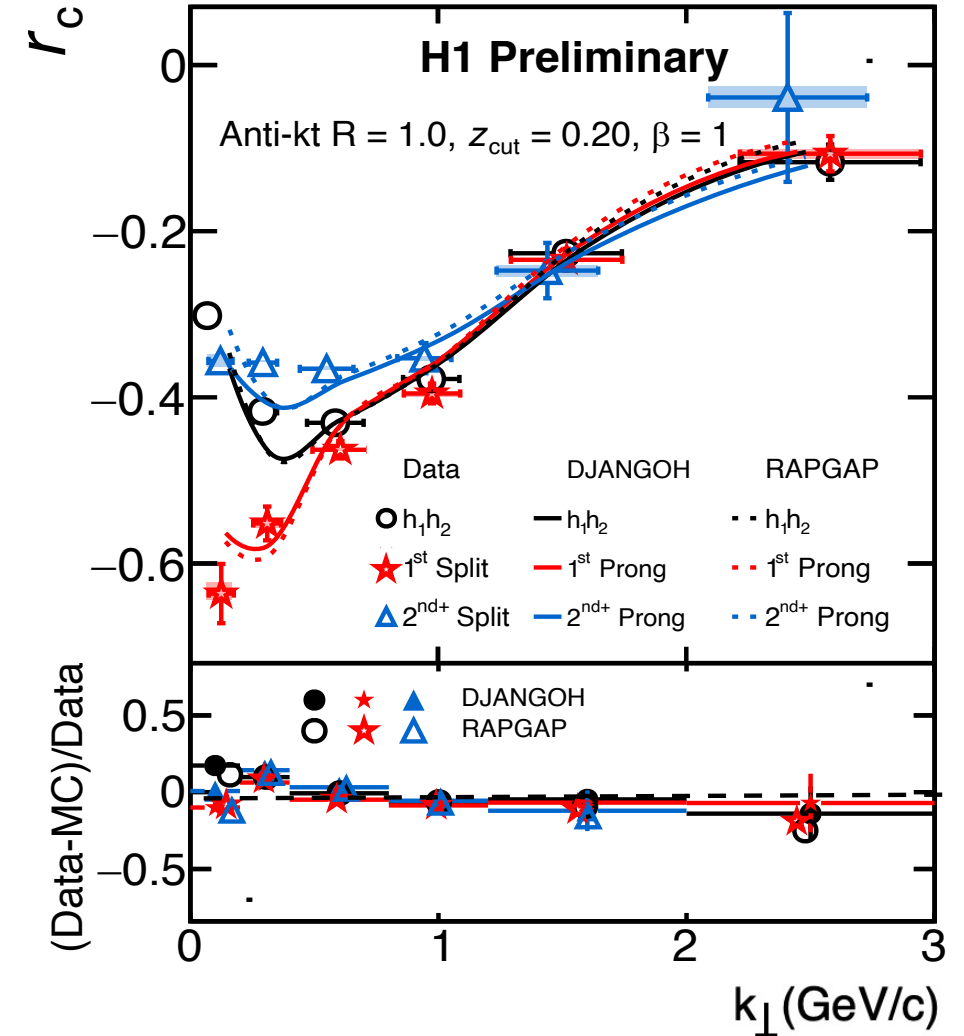 r_c
H1 Preliminary
Anti-kt R = 1.0, z_cut = 0.20, β = 1
0
−0.2
−0.4
−0.6
Data DJANGOH RAPGAP
h₁h₂ h₁h₂ h₁h₂
1st Split 1st Prong 1st Prong
2nd+ Split 2nd+ Prong 2nd+ Prong
(Data-MC)/Data
0.5
0
−0.5
DJANGOH
RAPGAP
0 1 2 3
k⊥(GeV/c)